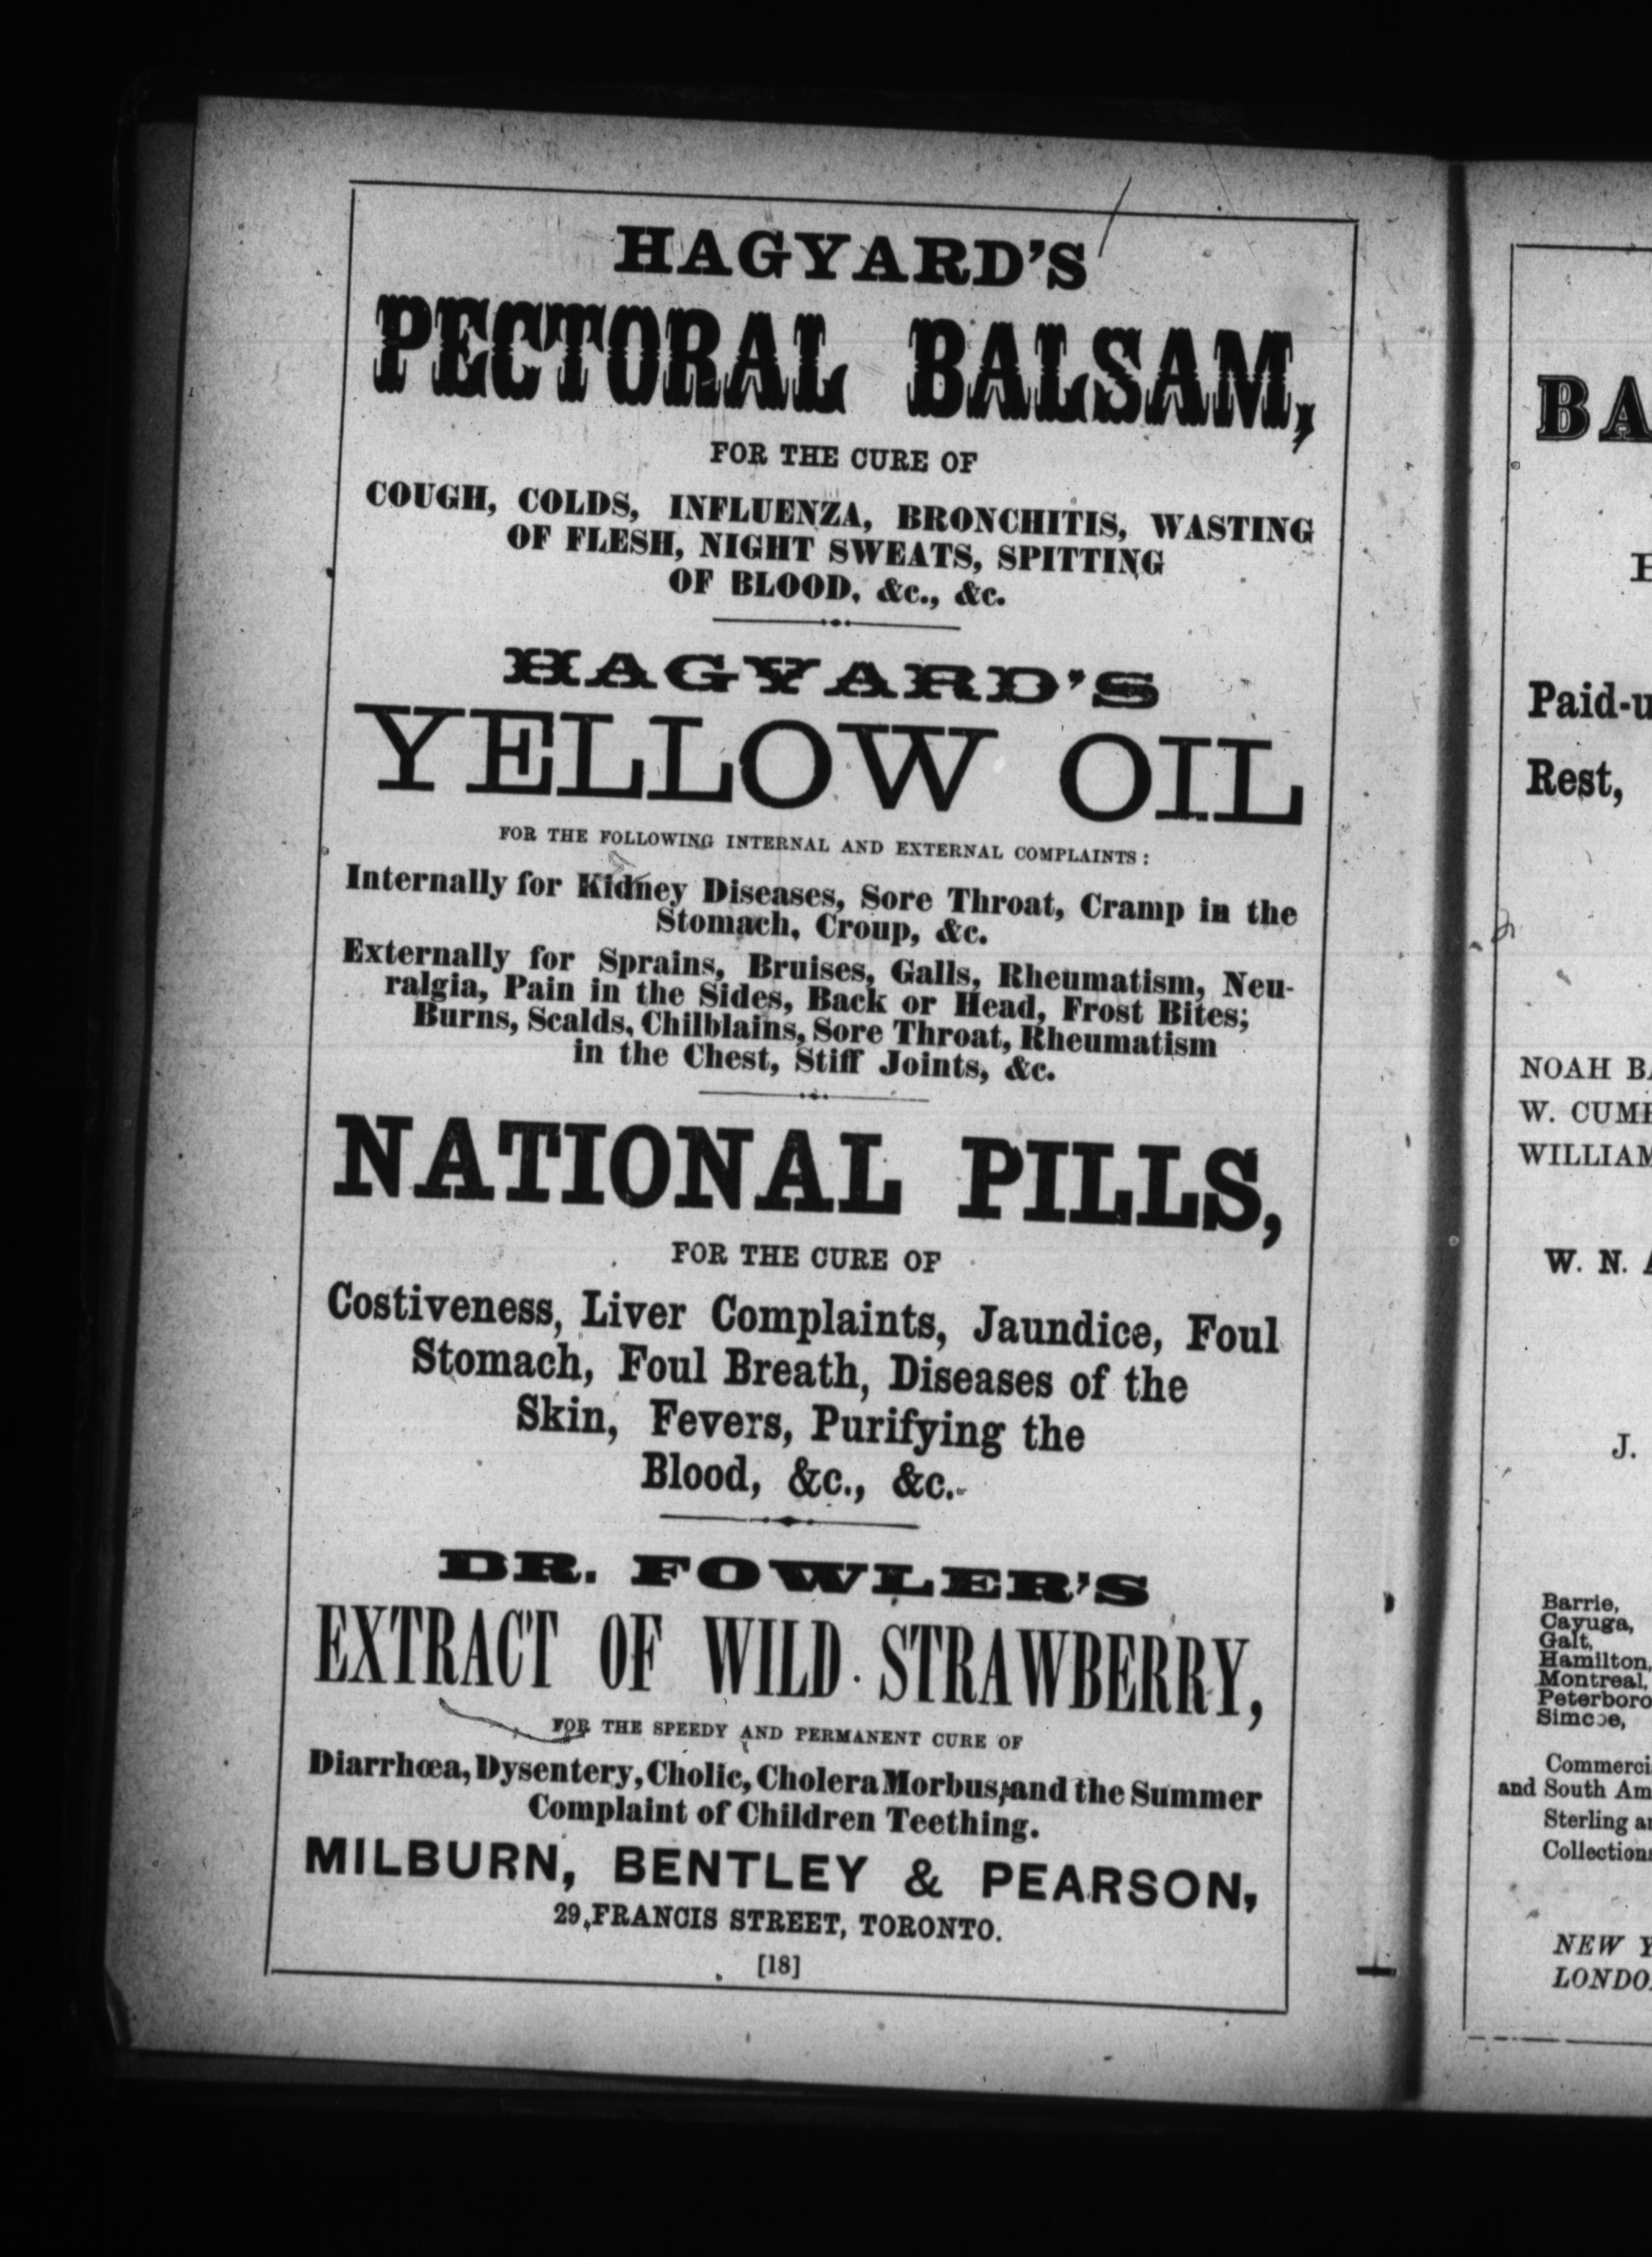 HAGYARD'S
PECTORAL BALSAM,
FOR THE CURE OF
COUGH, COLDS, INFLUENZA, BRONCHITIS, WASTING
OF FLESH, NIGHT SWEATS, SPITTING
OF BLOOD, &c., &c.
HAGYARD'S
YELLOW OIL
FOR THE FOLLOWING INTERNAL AND EXTERNAL COMPLAINTS:
Internally for Kidney Diseases, Sore Throat, Cramp in the
Stomach, Croup, &c.
Externally for Sprains, Bruises, Galls, Rheumatism, Neu-
ralgia, Pain in the Sides, Back or Head, Frost Bites;
Burns, Scalds, Chilblains, Sore Throat, Rheumatism
in the Chest, Stiff Joints, &c.
NATIONAL PILLS,
FOR THE CURE OF
Costiveness, Liver Complaints, Jaundice, Foul
Stomach, Foul Breath, Diseases of the
Skin, Fevers, Purifying the
Blood, &c., &c.
DR. FOWLER'S
EXTRACT OF WILD STRAWBERRY,
FOR THE SPEEDY AND PERMANENT CURE OF
Diarrhœa, Dysentery, Cholic, Cholera Morbus, and the Summer
Complaint of Children Teething.
MILBURN, BENTLEY & PEARSON,
29, FRANCIS STREET, TORONTO.
[18]
BA
Paid-u
Rest,
NOAH
W.
WILLIAM
W. N.
J.
Barrie,
Cayuga,
Galt,
Hamilton,
Montreal,
Peterboro
Simcoe,
Commerci
and South Am
Sterling
Collections
NEW
LONDO